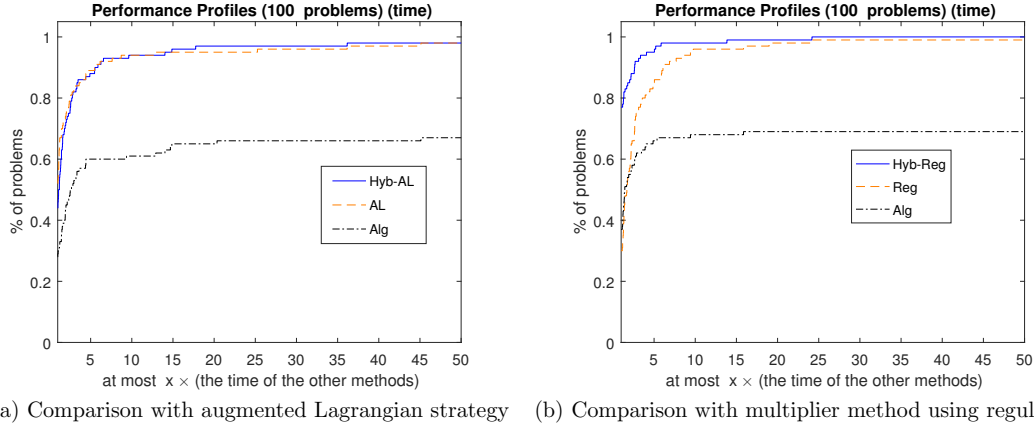 Performance Profiles (100 problems) (time)
% of problems
1
0.8
0.6
0.4
0.2
0
Hyb-AL
AL
Alg
5 10 15 20 25 30 35 40 45 50
at most x × (the time of the other methods)
a) Comparison with augmented Lagrangian strategy
Performance Profiles (100 problems) (time)
% of problems
1
0.8
0.6
0.4
0.2
0
Hyb-Reg
Reg
Alg
5 10 15 20 25 30 35 40 45 50
at most x × (the time of the other methods)
(b) Comparison with multiplier method using regul